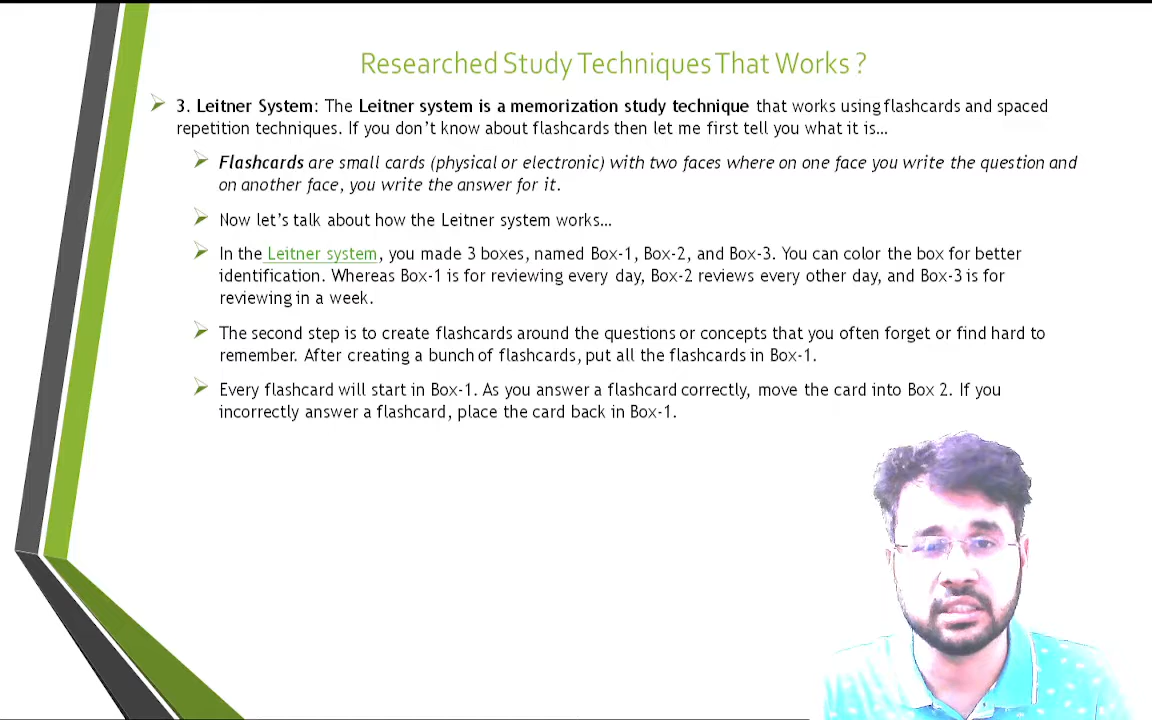 Researched Study Techniques That Works ?
3. Leitner System: The Leitner system is a memorization study technique that works using flashcards and spaced
repetition techniques. If you don't know about flashcards then let me first tell you what it is...
Flashcards are small cards (physical or electronic) with two faces where on one face you write the question and
on another face, you write the answer for it.
Now let's talk about how the Leitner system works...
In the Leitner system, you made 3 boxes, named Box-1, Box-2, and Box-3. You can color the box for better
identification. Whereas Box-1 is for reviewing every day, Box-2 reviews every other day, and Box-3 is for
reviewing in a week.
The second step is to create flashcards around the questions or concepts that you often forget or find hard to
remember. After creating a bunch of flashcards, put all the flashcards in Box-1.
Every flashcard will start in Box-1. As you answer a flashcard correctly, move the card into Box 2. If you
incorrectly answer a flashcard, place the card back in Box-1.